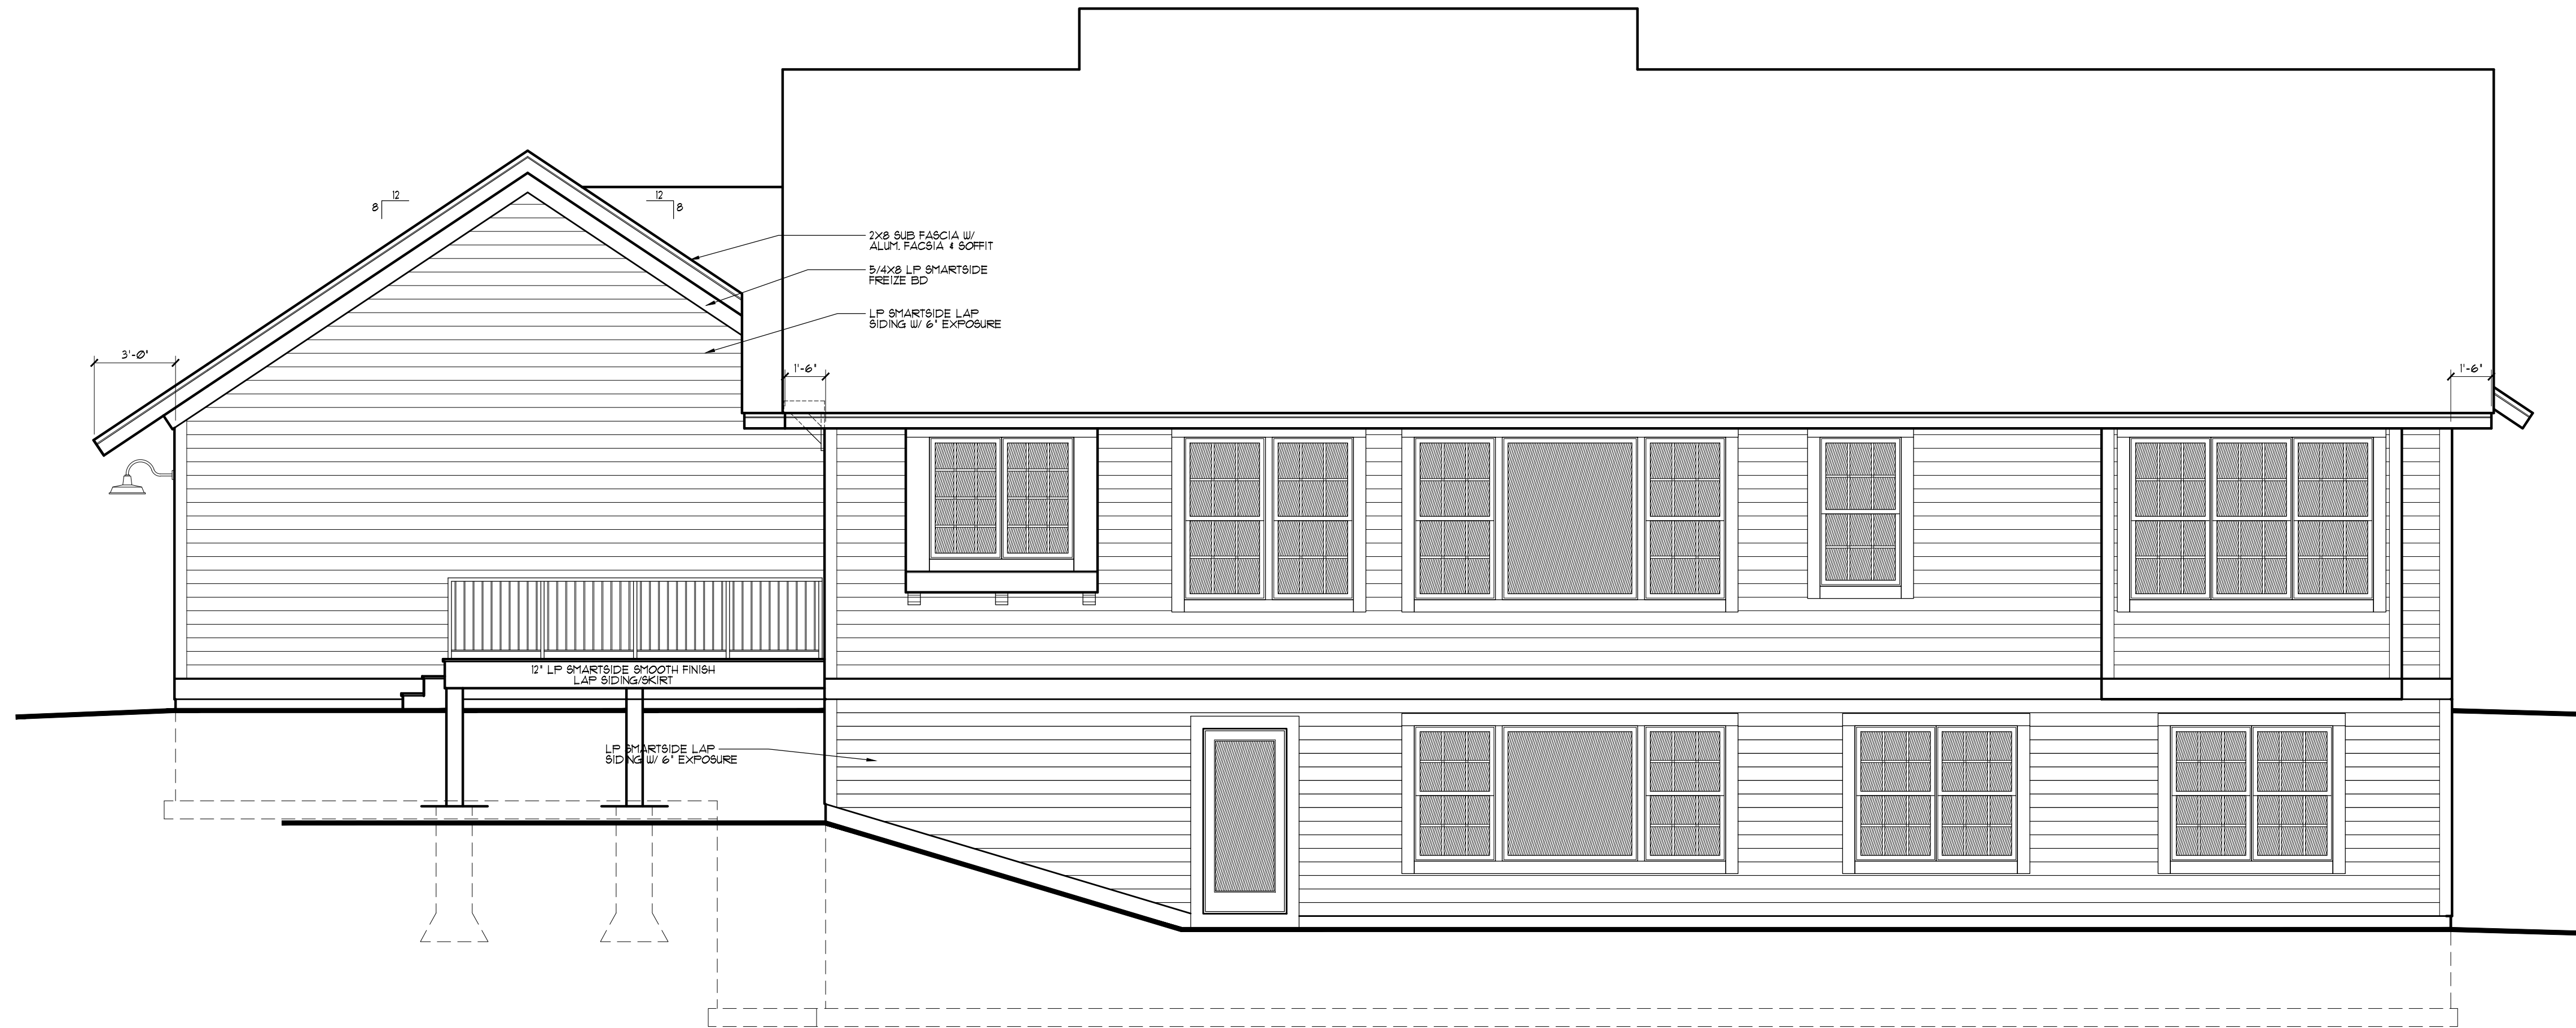 12
8
12
8
2X8 SUB FASCIA W/
ALUM. FACSIA & SOFFIT
5/4X8 LP SMARTSIDE
FREIZE BD
LP SMARTSIDE LAP
SIDING W/ 6" EXPOSURE
3'-0"
1'-6"
1'-6"
12" LP SMARTSIDE SMOOTH FINISH
LAP SIDING/SKIRT
LP SMARTSIDE LAP
SIDING W/ 6" EXPOSURE